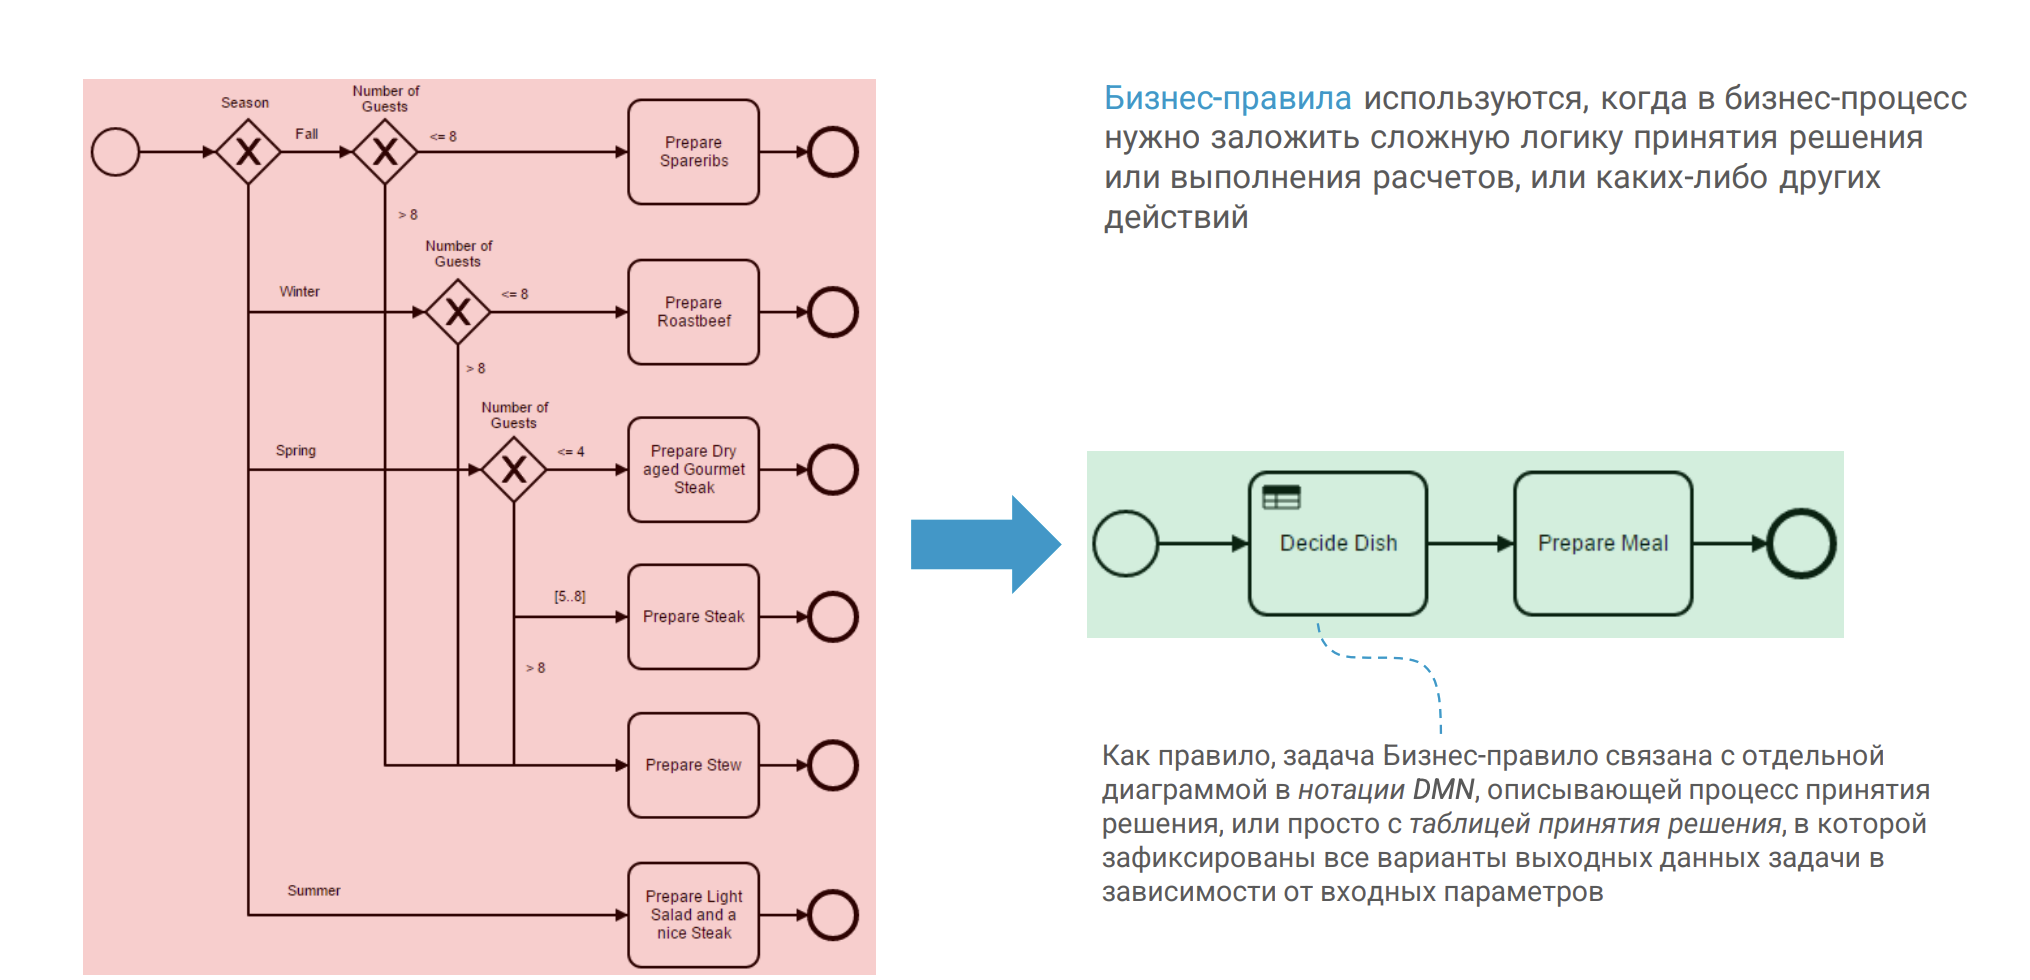 Season
Number of
Guests
Fall
<= 8
Prepare
Spareribs
> 8
Number of
Guests
Winter
<= 8
Prepare
Roastbeef
> 8
Number of
Guests
Spring
<= 4
Prepare Dry
aged Gourmet
Steak
[5..8]
Prepare Steak
> 8
Prepare Stew
Summer
Prepare Light
Salad and a
nice Steak
Бизнес-правила используются, когда в бизнес-процесс
нужно заложить сложную логику принятия решения
или выполнения расчетов, или каких-либо других
действий
Decide Dish
Prepare Meal
Как правило, задача Бизнес-правило связана с отдельной
диаграммой в нотации DMN, описывающей процесс принятия
решения, или просто с таблицей принятия решения, в которой
зафиксированы все варианты выходных данных задачи в
зависимости от входных параметров